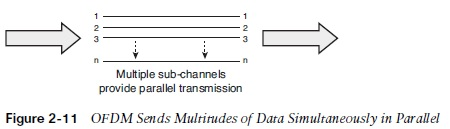 1 1
2 2
3 3
n n
Multiple sub-channels
provide parallel transmission
Figure 2-11 OFDM Sends Multitudes of Data Simultaneously in Parallel